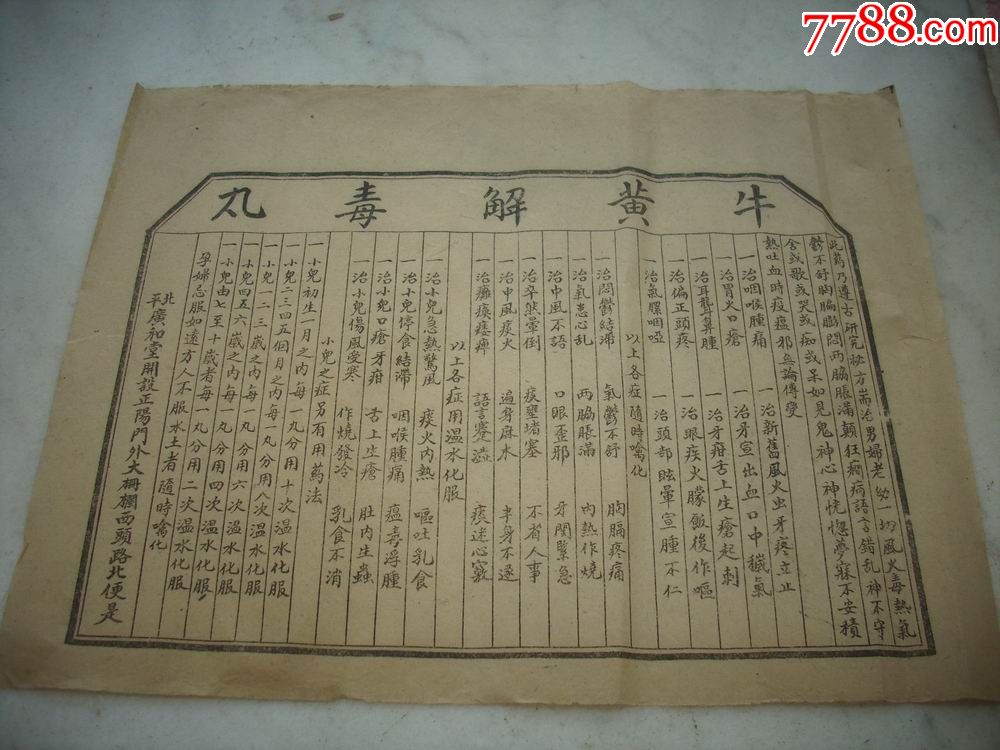 7788.com
牛黃解毒丸
此药乃遵古研究秘方耑治男婦老幼一切風火毒熱氣
鬱不舒胸膈膨悶兩脇脹滿顛狂癇病語言錯乱神不守
舍或歌或哭或痴或呆如見鬼神心神恍惚夢寐不安積
熱吐血時疫瘟邪無論傳變
一治咽喉腫痛 一治新舊風火虫牙疼立止
一治胃火口瘡 一治牙宣出血口中穢氣
一治耳聾鼻腫 一治牙疳舌上生瘡起刺
一治偏正頭疼 一治眼疾火朦飯後作嘔
一治氣臌咽啞 一治頭部眩暈宣腫不仁
以上各症隨時噙化
一治悶鬱結滯 氣鬱不舒 胸膈疼痛
一治氣恚心乱 两脇脹滿 內熱作燒
一治中風不語 口眼歪邪 牙関緊急
一治卒然暈倒 痰壅堵塞 不省人事
一治中風痰火 遍身麻木 半身不遂
一治癱瘓痿痺 語言蹇澁 痰迷心竅
以上各症用温水化服
一治小兒急熱驚風 痰火內熱 嘔吐乳食
一治小兒停食結滯 咽喉腫痛 瘟毒浮腫
一治小兒口瘡牙疳 舌上生瘡 肚內生蟲
一治小兒傷風受寒 作燒發冷 乳食不消
小兒之症另有用药法
一小兒初生一月之內每一丸分用十次温水化服
一小兒二三四五個月之內每一丸分用八次温水化服
一小兒一二三歲之內每一丸分用六次温水化服
一小兒四五六歲之內每一丸分用四次温水化服
一小兒由七至十歲者每一丸分用二次温水化服
孕婦忌服如遠方人不服水土者隨時噙化
北平廣和堂開設正陽門外大柵欄西頭路北便是